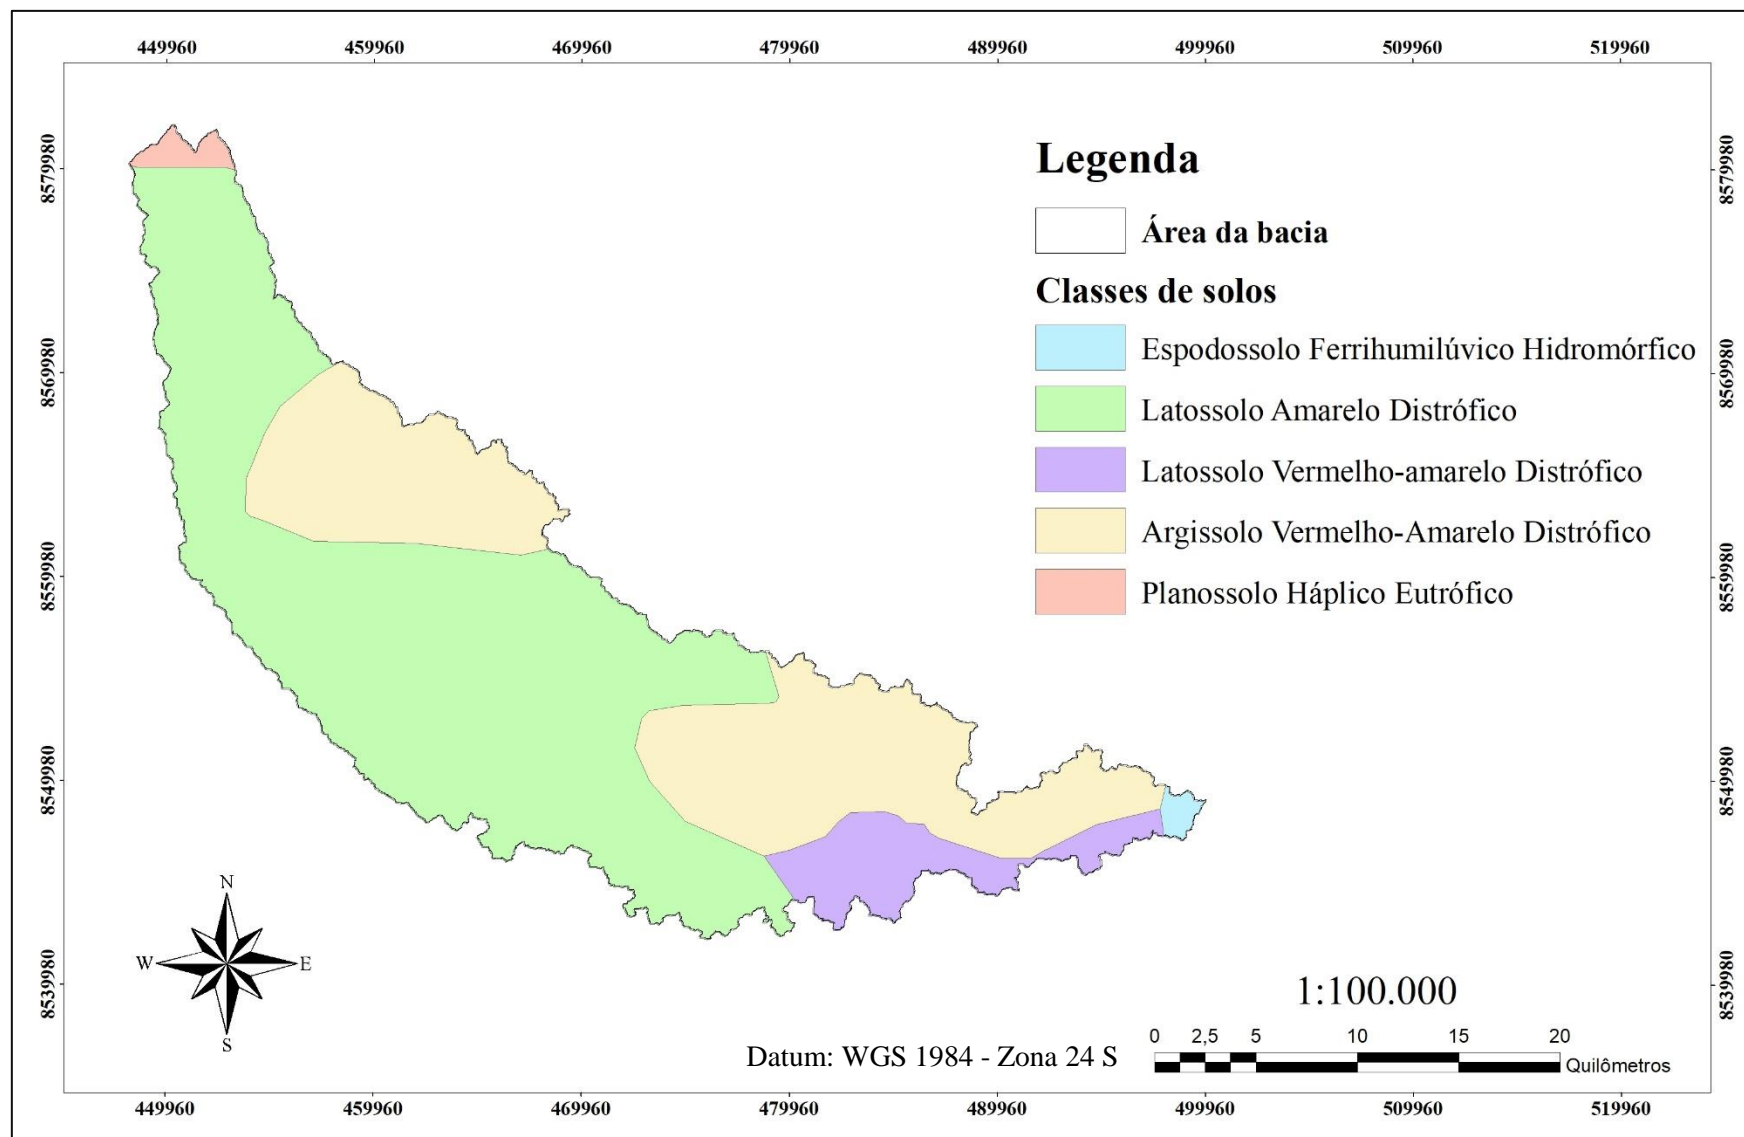 449960 459960 469960 479960 489960 499960 509960 519960
8579980 8579980
8569980 8569980
8559980 8559980
8549980 8549980
8539980 8539980
Legenda
Área da bacia
Classes de solos
Espodossolo Ferrihumilúvico Hidromórfico
Latossolo Amarelo Distrófico
Latossolo Vermelho-amarelo Distrófico
Argissolo Vermelho-Amarelo Distrófico
Planossolo Háplico Eutrófico
N
W E
S
1:100.000
0 2,5 5 10 15 20
Quilômetros
Datum: WGS 1984 - Zona 24 S
449960 459960 469960 479960 489960 499960 509960 519960